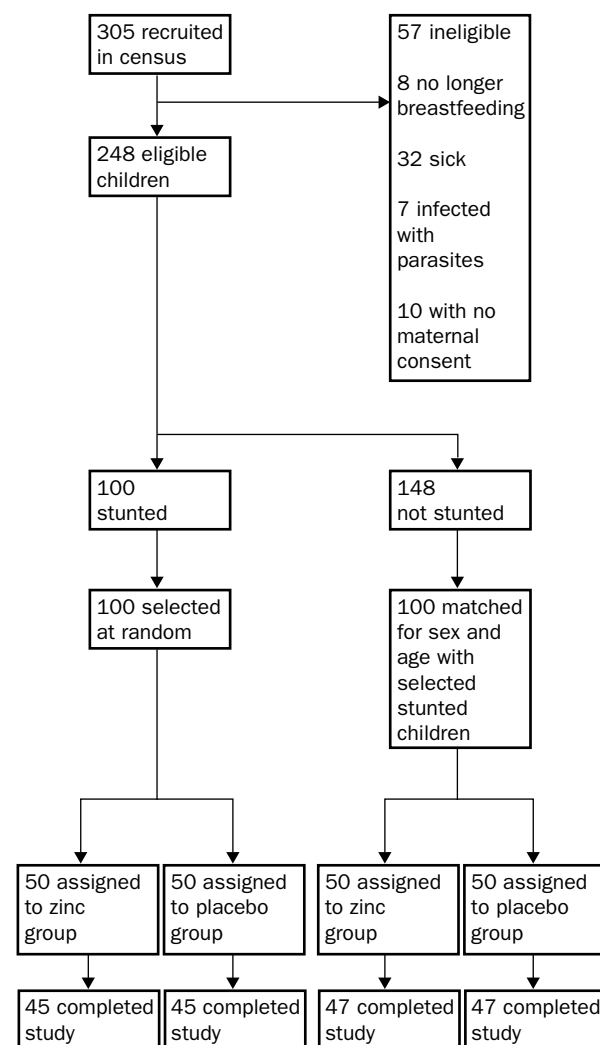 305 recruited
in census
57 ineligible
8 no longer
breastfeeding
32 sick
7 infected
with
parasites
10 with no
maternal
consent
248 eligible
children
100
stunted
148
not stunted
100 selected
at random
100 matched
for sex and
age with
selected
stunted
children
50 assigned
to zinc
group
50 assigned
to placebo
group
50 assigned
to zinc
group
50 assigned
to placebo
group
45 completed
study
45 completed
study
47 completed
study
47 completed
study